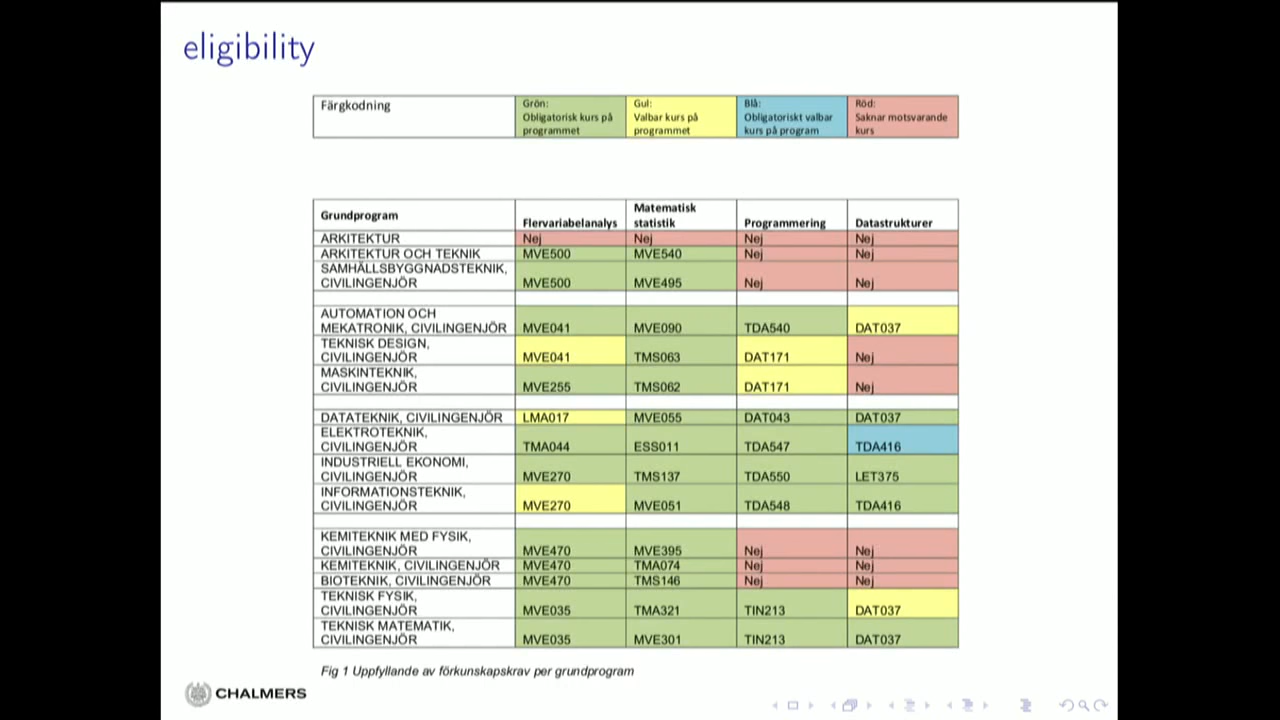 eligibility
Färgkodning
Grön:
Obligatorisk kurs på
programmet
Gul:
Valbar kurs på
programmet
Blå:
Obligatoriskt valbar
kurs på program
Röd:
Saknar motsvarande
kurs
Grundprogram Flervariabelanalys Matematisk statistik Programmering Datastrukturer
ARKITEKTUR Nej Nej Nej Nej
ARKITEKTUR OCH TEKNIK MVE500 MVE540 Nej Nej
SAMHÄLLSBYGGNADSTEKNIK,
CIVILINGENJÖR MVE500 MVE495 Nej Nej
AUTOMATION OCH
MEKATRONIK, CIVILINGENJÖR MVE041 MVE090 TDA540 DAT037
TEKNISK DESIGN,
CIVILINGENJÖR MVE041 TMS063 DAT171 Nej
MASKINTEKNIK,
CIVILINGENJÖR MVE255 TMS062 DAT171 Nej
DATATEKNIK, CIVILINGENJÖR LMA017 MVE055 DAT043 DAT037
ELEKTROTEKNIK,
CIVILINGENJÖR TMA044 ESS011 TDA547 TDA416
INDUSTRIELL EKONOMI,
CIVILINGENJÖR MVE270 TMS137 TDA550 LET375
INFORMATIONSTEKNIK,
CIVILINGENJÖR MVE270 MVE051 TDA548 TDA416
KEMITEKNIK MED FYSIK,
CIVILINGENJÖR MVE470 MVE395 Nej Nej
KEMITEKNIK, CIVILINGENJÖR MVE470 TMA074 Nej Nej
BIOTEKNIK, CIVILINGENJÖR MVE470 TMS146 Nej Nej
TEKNISK FYSIK,
CIVILINGENJÖR MVE035 TMA321 TIN213 DAT037
TEKNISK MATEMATIK,
CIVILINGENJÖR MVE035 MVE301 TIN213 DAT037
Fig 1 Uppfyllande av förkunskapskrav per grundprogram
CHALMERS